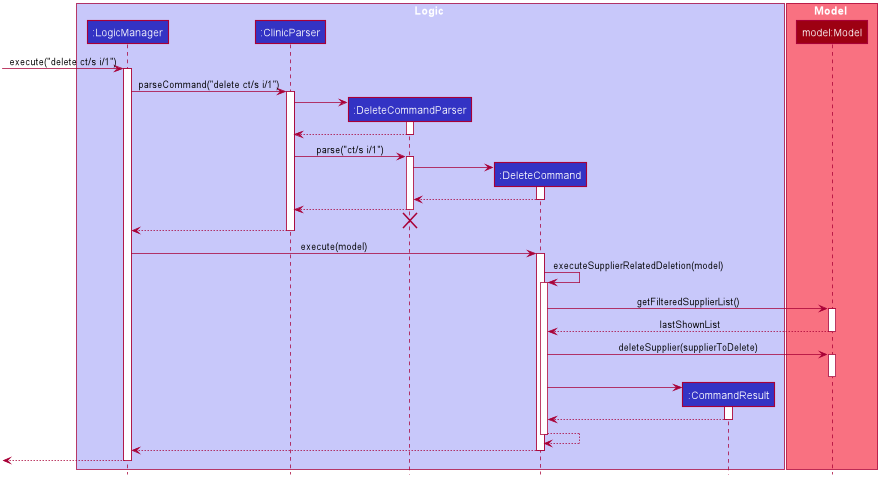 Logic
Model
:LogicManager
:ClinicParser
model:Model
execute("delete ct/s i/1")
parseCommand("delete ct/s i/1")
:DeleteCommandParser
parse("ct/s i/1")
:DeleteCommand
execute(model)
executeSupplierRelatedDeletion(model)
getFilteredSupplierList()
lastShownList
deleteSupplier(supplierToDelete)
:CommandResult